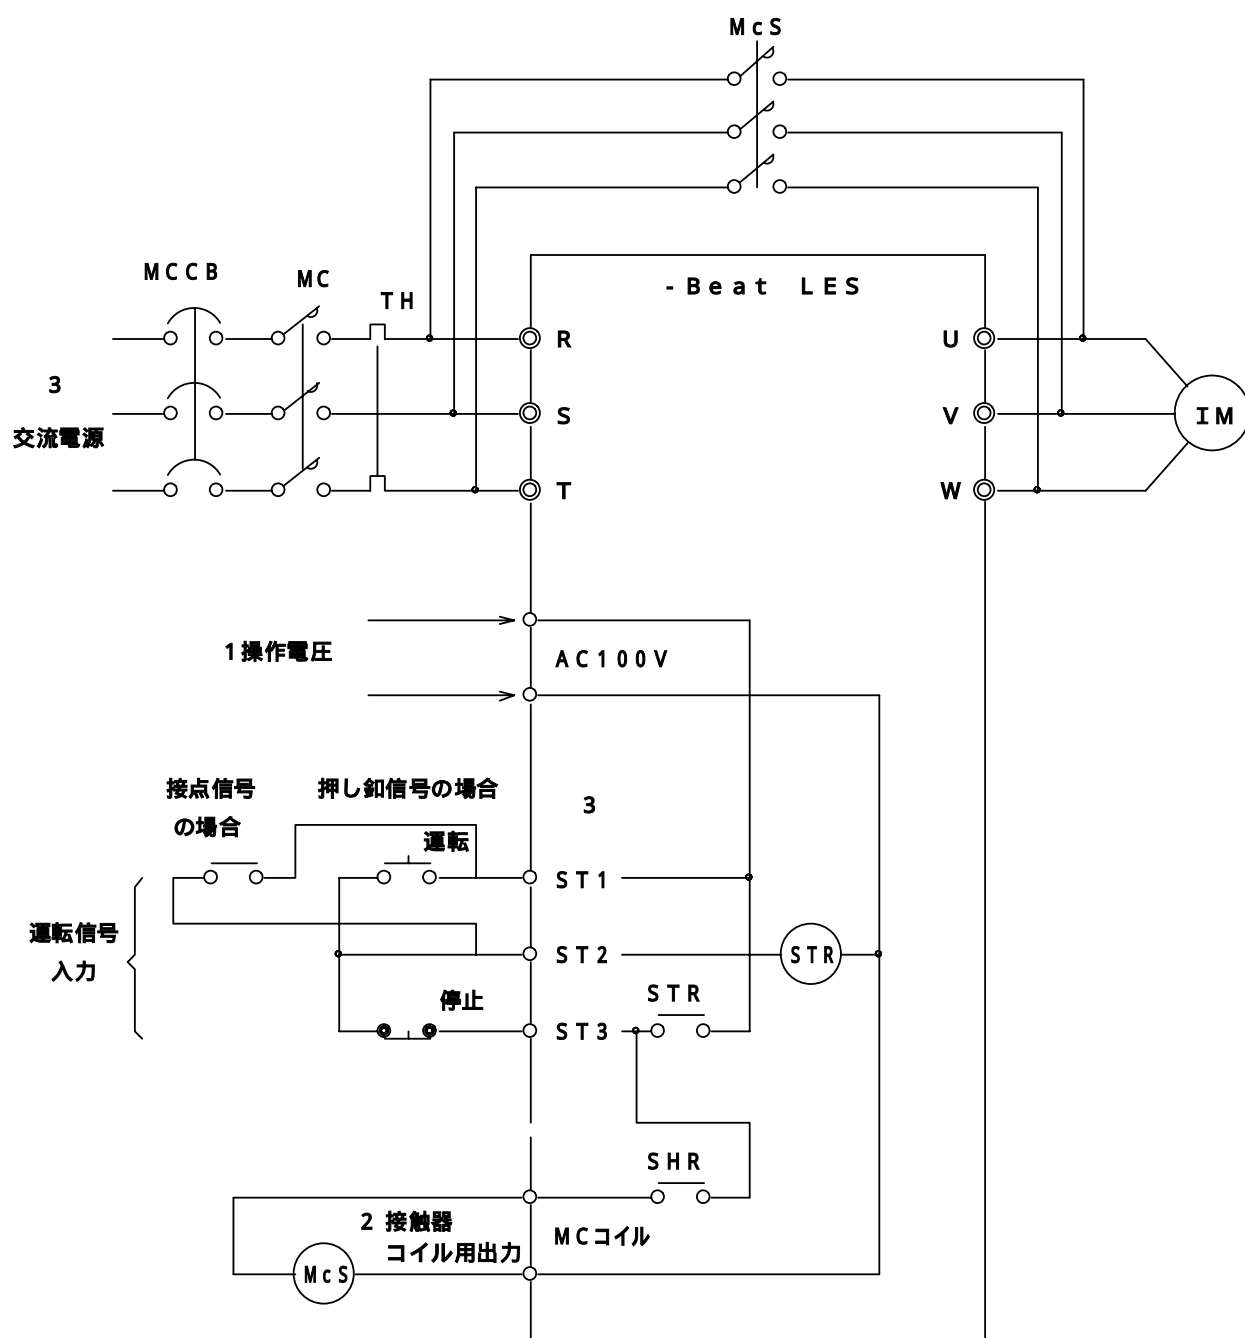 McS
MCCB
MC
TH
-Beat LES
R
U
3
交流電源
S
V
IM
T
W
1操作電圧
AC100V
接点信号
の場合
押し釦信号の場合
運転
3
ST1
運転信号
入力
ST2
STR
停止
STR
ST3
SHR
2 接触器
コイル用出力
MCコイル
McS